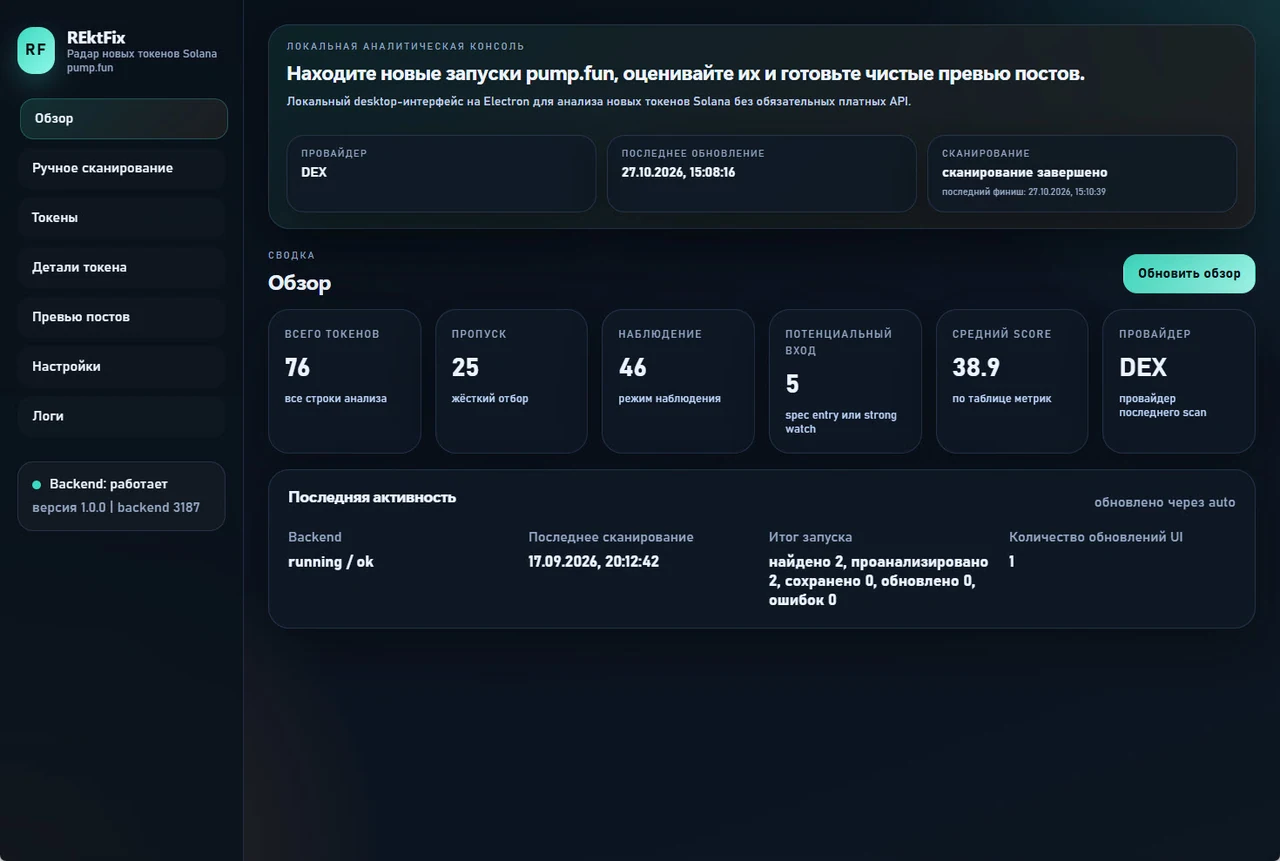 RF
REktFix
Радар новых токенов Solana
pump.fun
Обзор
Ручное сканирование
Токены
Детали токена
Превью постов
Настройки
Логи
Backend: работает
версия 1.0.0 | backend 3187
ЛОКАЛЬНАЯ АНАЛИТИЧЕСКАЯ КОНСОЛЬ
Находите новые запуски pump.fun, оценивайте их и готовьте чистые превью постов.
Локальный desktop-интерфейс на Electron для анализа новых токенов Solana без обязательных платных API.
ПРОВАЙДЕР
DEX
ПОСЛЕДНЕЕ ОБНОВЛЕНИЕ
27.10.2026, 15:08:16
СКАНИРОВАНИЕ
сканирование завершено
последний финиш: 27.10.2026, 15:10:39
СВОДКА
Обзор
Обновить обзор
ВСЕГО ТОКЕНОВ
76
все строки анализа
ПРОПУСК
25
жёсткий отбор
НАБЛЮДЕНИЕ
46
режим наблюдения
ПОТЕНЦИАЛЬНЫЙ
ВХОД
5
spec entry или strong
watch
СРЕДНИЙ SCORE
38.9
по таблице метрик
ПРОВАЙДЕР
DEX
провайдер
последнего scan
Последняя активность
обновлено через auto
Backend
running / ok
Последнее сканирование
17.09.2026, 20:12:42
Итог запуска
найдено 2, проанализировано
2, сохранено 0, обновлено 0,
ошибок 0
Количество обновлений UI
1